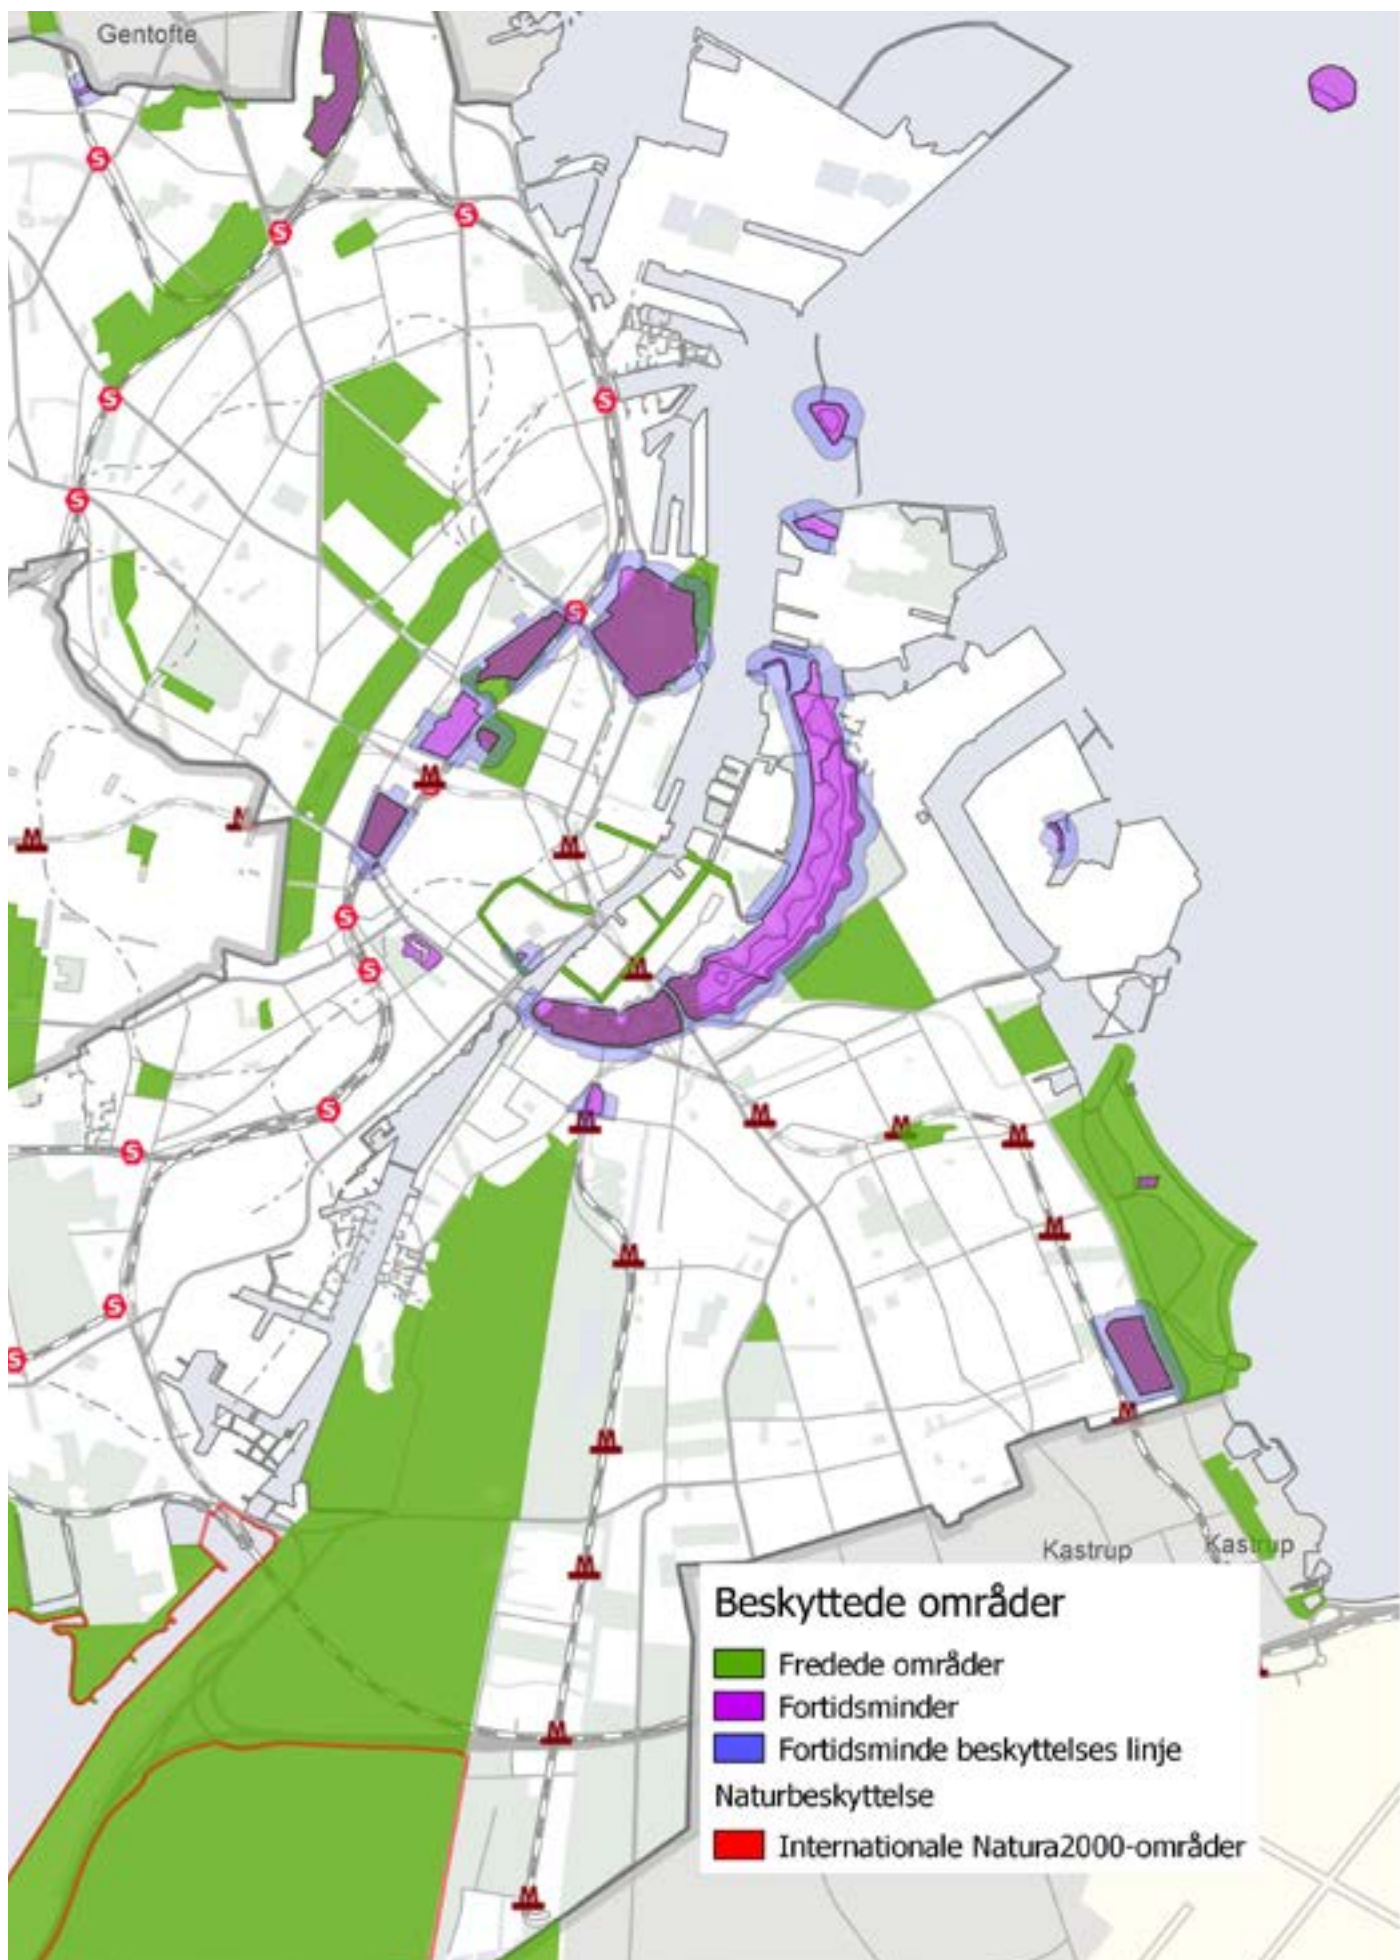 Gentofte
S
S
S
S
S
S
S
M
M
M
M
S
S
M
M
M
M
S
M
S
M
M
S
S
M
M
Kastrup
Kastrup
M
Beskyttede områder
Fredede områder
Fortidsminder
M
Fortidsminde beskyttelses linje
Naturbeskyttelse
Internationale Natura2000-områder
M